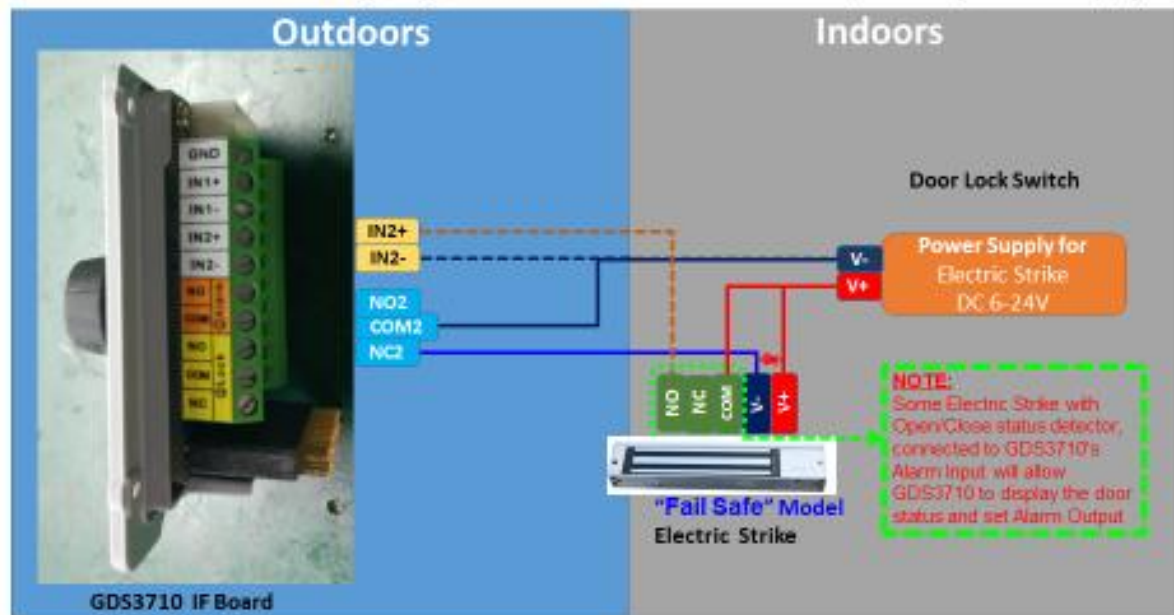 Outdoors
Indoors
GND
IN1+
IN1-
IN2+
IN2-
NO
COM
NO
COM
NC
IN2+
IN2-
NO2
COM2
NC2
Door Lock Switch
V-
V+
Power Supply for
Electric Strike
DC 6-24V
NO
NC
COM
V-
V+
NOTE:
Some Electric Strike with
Open/Close status detector,
connected to GDS3710's
Alarm Input will allow
GDS3710 to display the door
status and set Alarm Output
"Fail Safe" Model
Electric Strike
GDS3710 IF Board